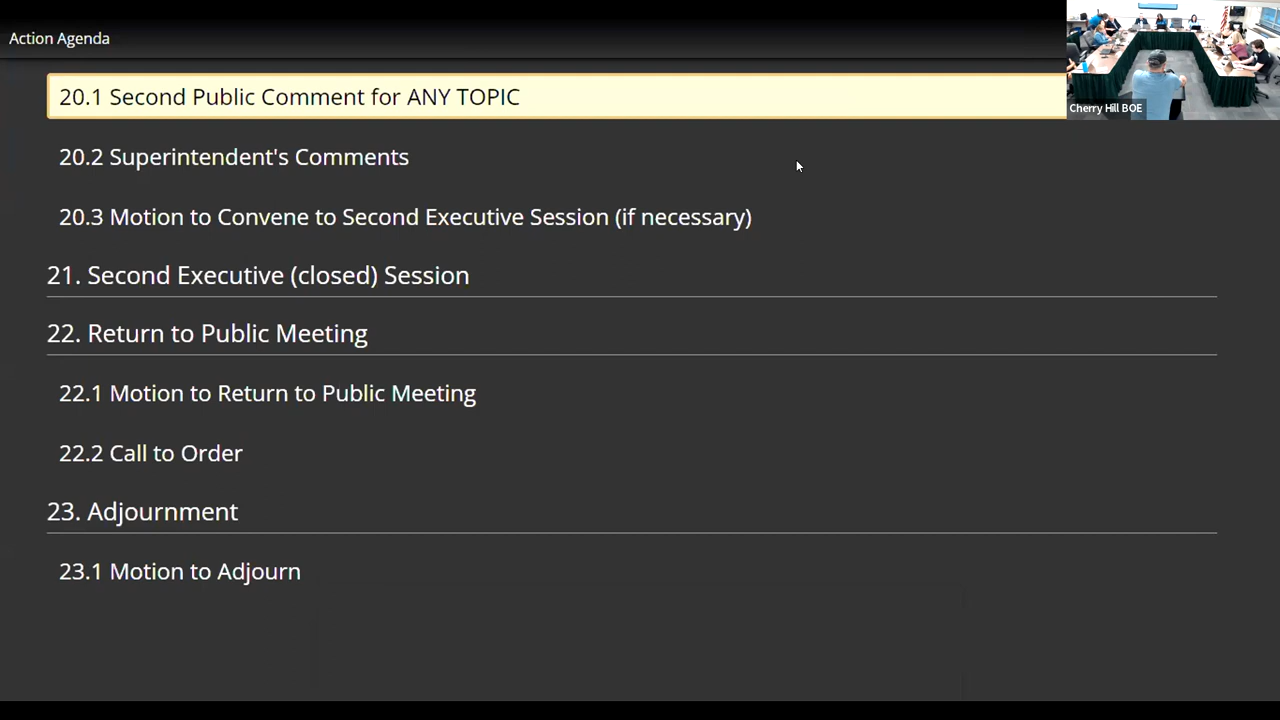 Action Agenda
20.1 Second Public Comment for ANY TOPIC
Cherry Hill BOE
20.2 Superintendent's Comments
20.3 Motion to Convene to Second Executive Session (if necessary)
21. Second Executive (closed) Session
22. Return to Public Meeting
22.1 Motion to Return to Public Meeting
22.2 Call to Order
23. Adjournment
23.1 Motion to Adjourn